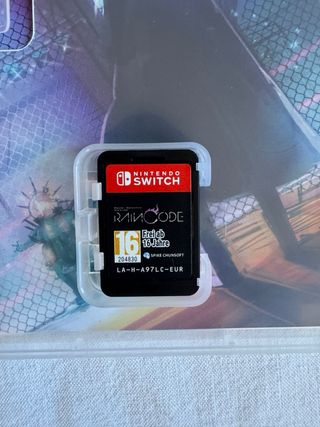 NINTENDO
SWITCH
RAINCODE
16
204830
Frei ab
16 Jahre
SPIKE CHUNSOFT
LA-H-A97LC-EUR